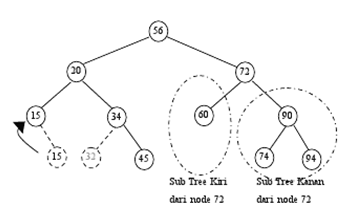 56
20 72
15 34 60 90
15 32 45 74 94
Sub Tree Kiri Sub Tree Kanan
dari node 72 dari node 72